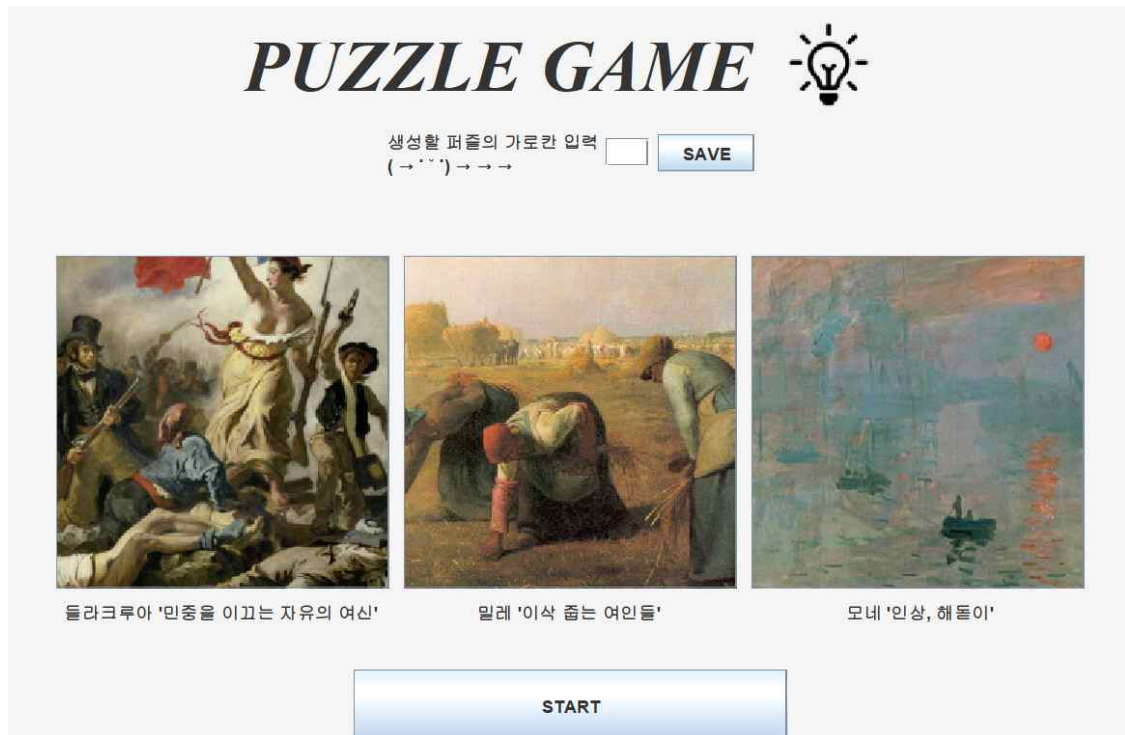 PUZZLE GAME
생성할 퍼즐의 가로칸 입력
(→˙ᵕ˙)→→→
SAVE
들라크루아 '민중을 이끄는 자유의 여신'
밀레 '이삭 줍는 여인들'
모네 '인상, 해돋이'
START